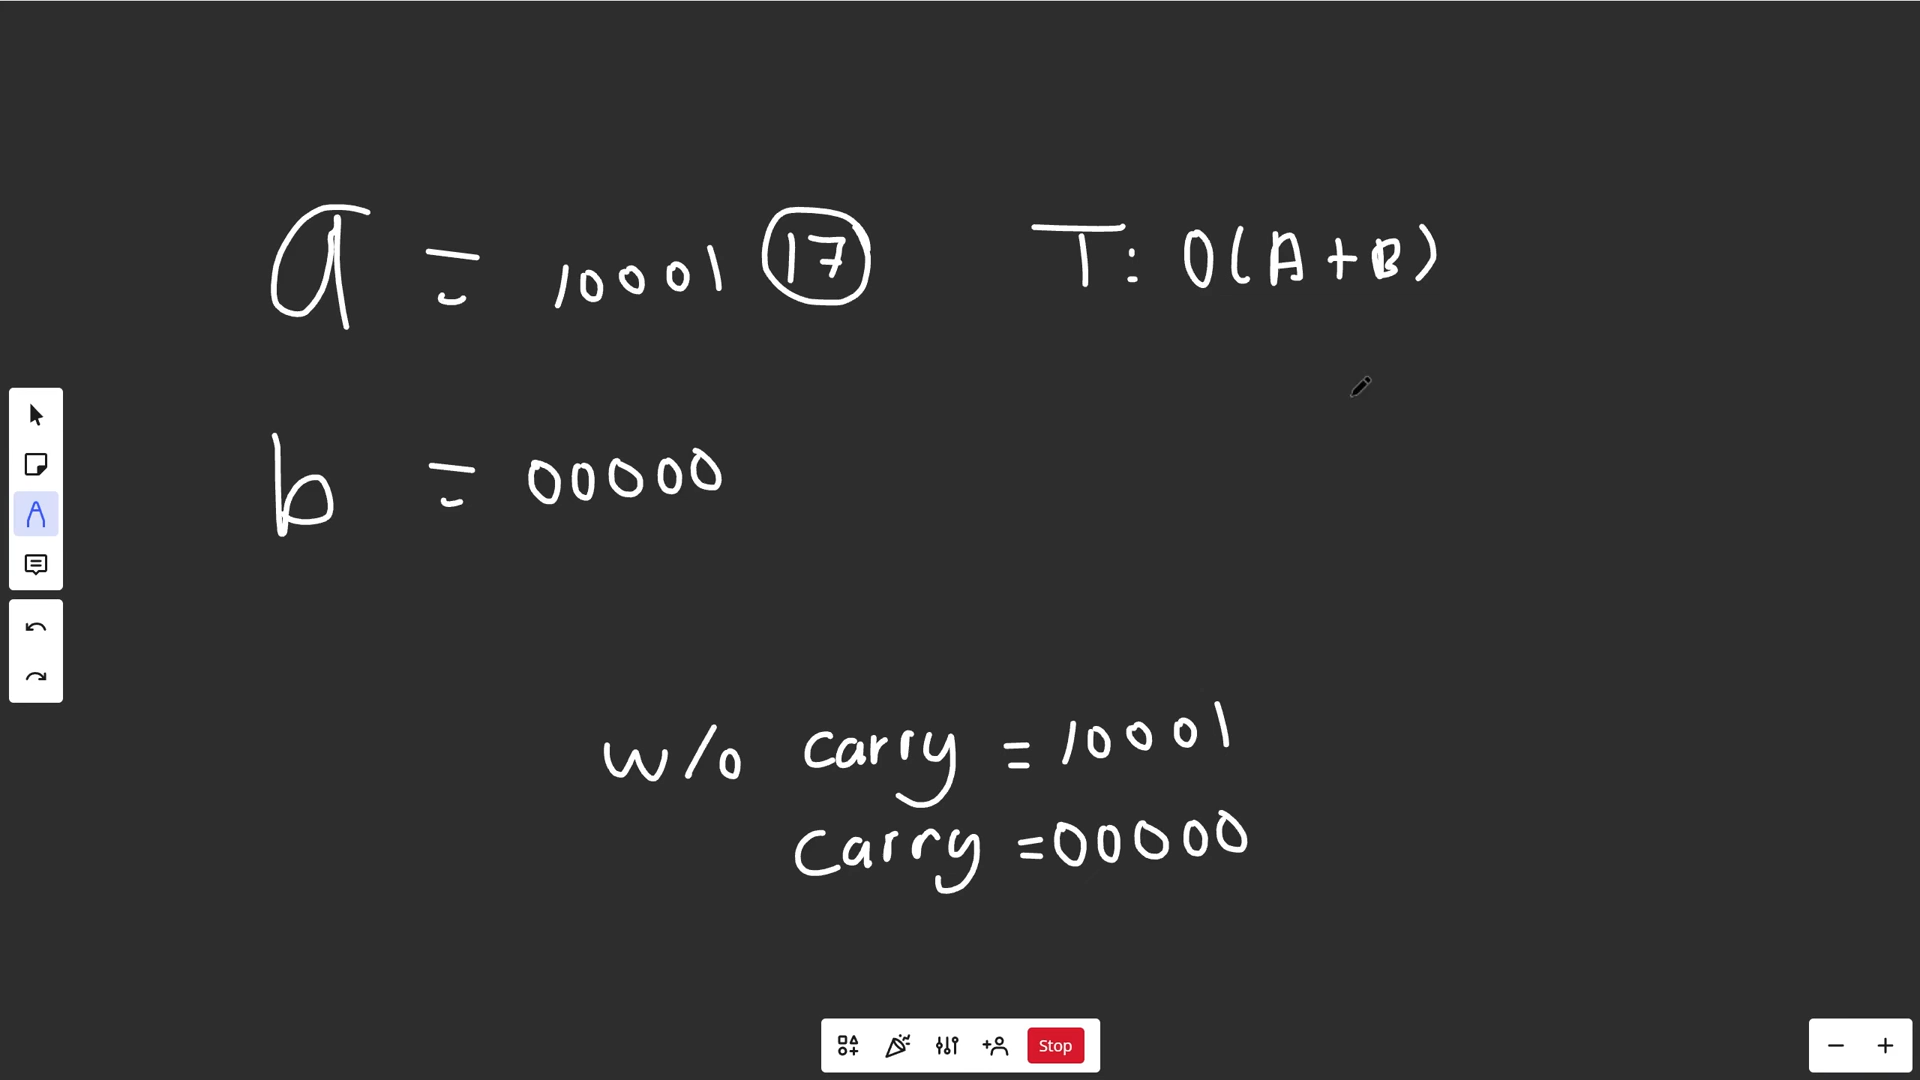 a = 10001 17 T: O(A+B)
b = 00000
w/o carry = 10001
carry = 00000
Stop